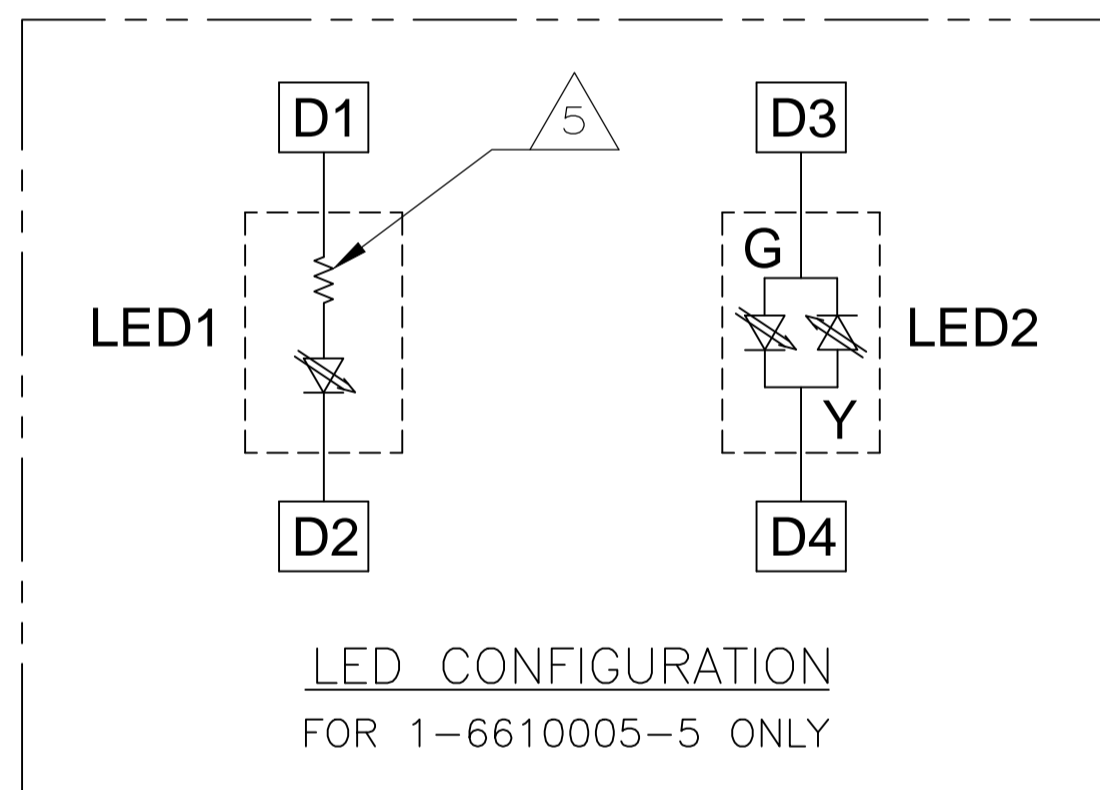 D1
5
D3
G
LED1
LED2
Y
D2
D4
LED CONFIGURATION
FOR 1-6610005-5 ONLY